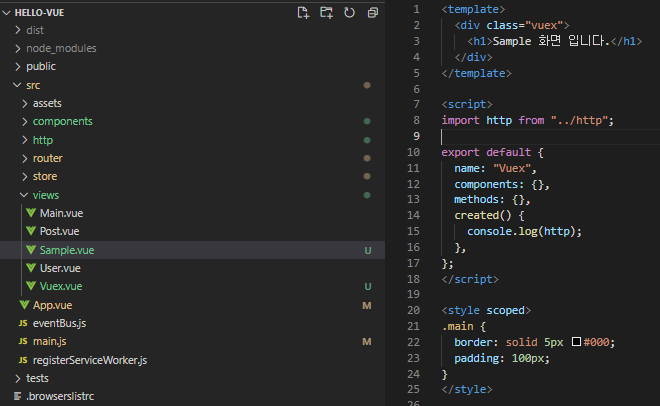 HELLO-VUE
dist
node_modules
public
src
assets
components
http
router
store
views
Main.vue
Post.vue
Sample.vue U
User.vue
Vuex.vue U
App.vue M
JS eventBus.js
JS main.js M
JS registerServiceWorker.js
tests
.browserslistrc
1 <template>
2 <div class="vuex">
3 <h1>Sample 화면 입니다.</h1>
4 </div>
5 </template>
6
7 <script>
8 import http from "../http";
9
10 export default {
11 name: "Vuex",
12 components: {},
13 methods: {},
14 created() {
15 console.log(http);
16 },
17 };
18 </script>
19
20 <style scoped>
21 .main {
22 border: solid 5px #000;
23 padding: 100px;
24 }
25 </style>
26